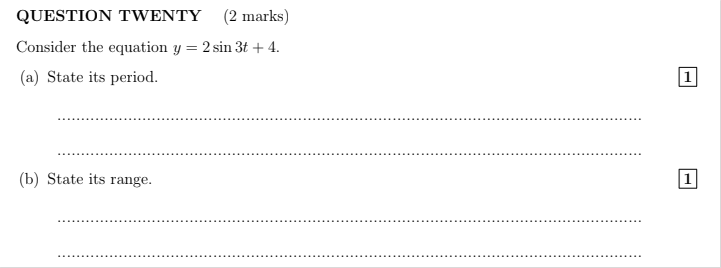 QUESTION TWENTY (2 marks)
Consider the equation y = 2 sin 3t + 4.
(a) State its period. 1
(b) State its range. 1